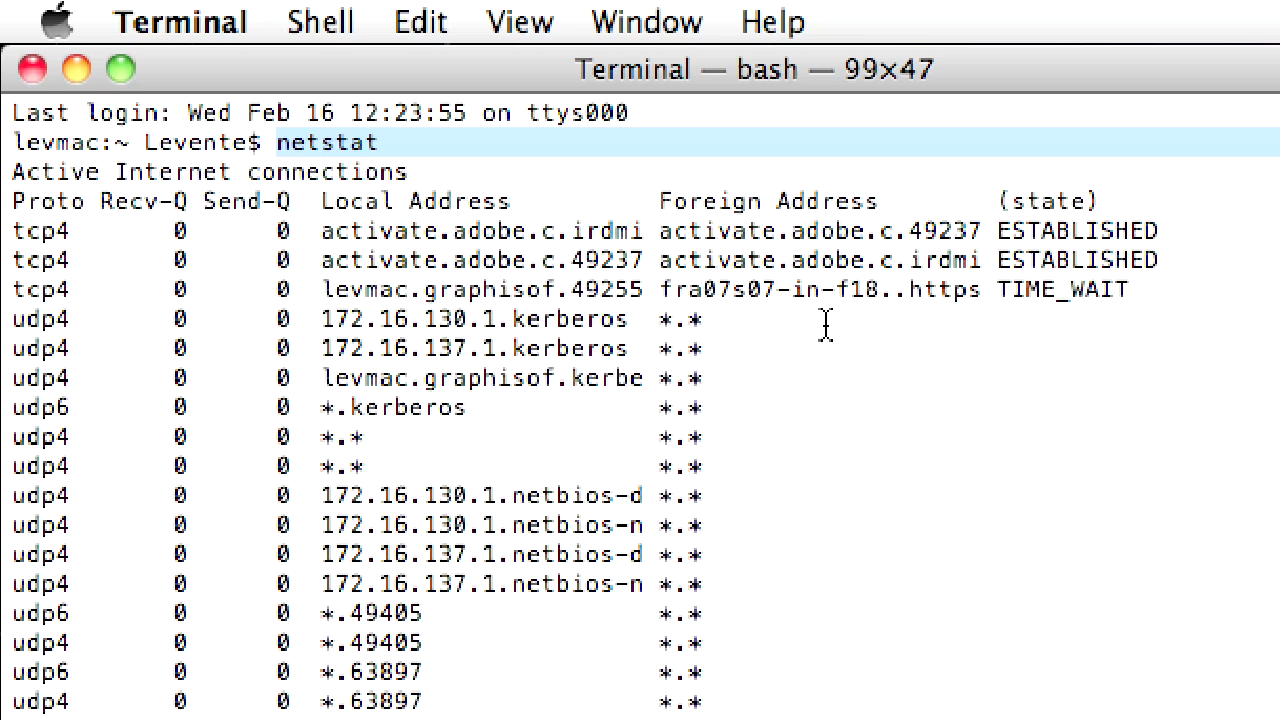 Terminal Shell Edit View Window Help
Terminal — bash — 99×47
Last login: Wed Feb 16 12:23:55 on ttys000
levmac:~ Levente$ netstat
Active Internet connections
Proto Recv-Q Send-Q  Local Address          Foreign Address        (state)
tcp4       0      0  activate.adobe.c.irdmi activate.adobe.c.49237 ESTABLISHED
tcp4       0      0  activate.adobe.c.49237 activate.adobe.c.irdmi ESTABLISHED
tcp4       0      0  levmac.graphisof.49255 fra07s07-in-f18..https TIME_WAIT
udp4       0      0  172.16.130.1.kerberos  *.*
udp4       0      0  172.16.137.1.kerberos  *.*
udp4       0      0  levmac.graphisof.kerbe *.*
udp6       0      0  *.kerberos             *.*
udp4       0      0  *.*                    *.*
udp4       0      0  *.*                    *.*
udp4       0      0  172.16.130.1.netbios-d *.*
udp4       0      0  172.16.130.1.netbios-n *.*
udp4       0      0  172.16.137.1.netbios-d *.*
udp4       0      0  172.16.137.1.netbios-n *.*
udp6       0      0  *.49405                *.*
udp4       0      0  *.49405                *.*
udp6       0      0  *.63897                *.*
udp4       0      0  *.63897                *.*